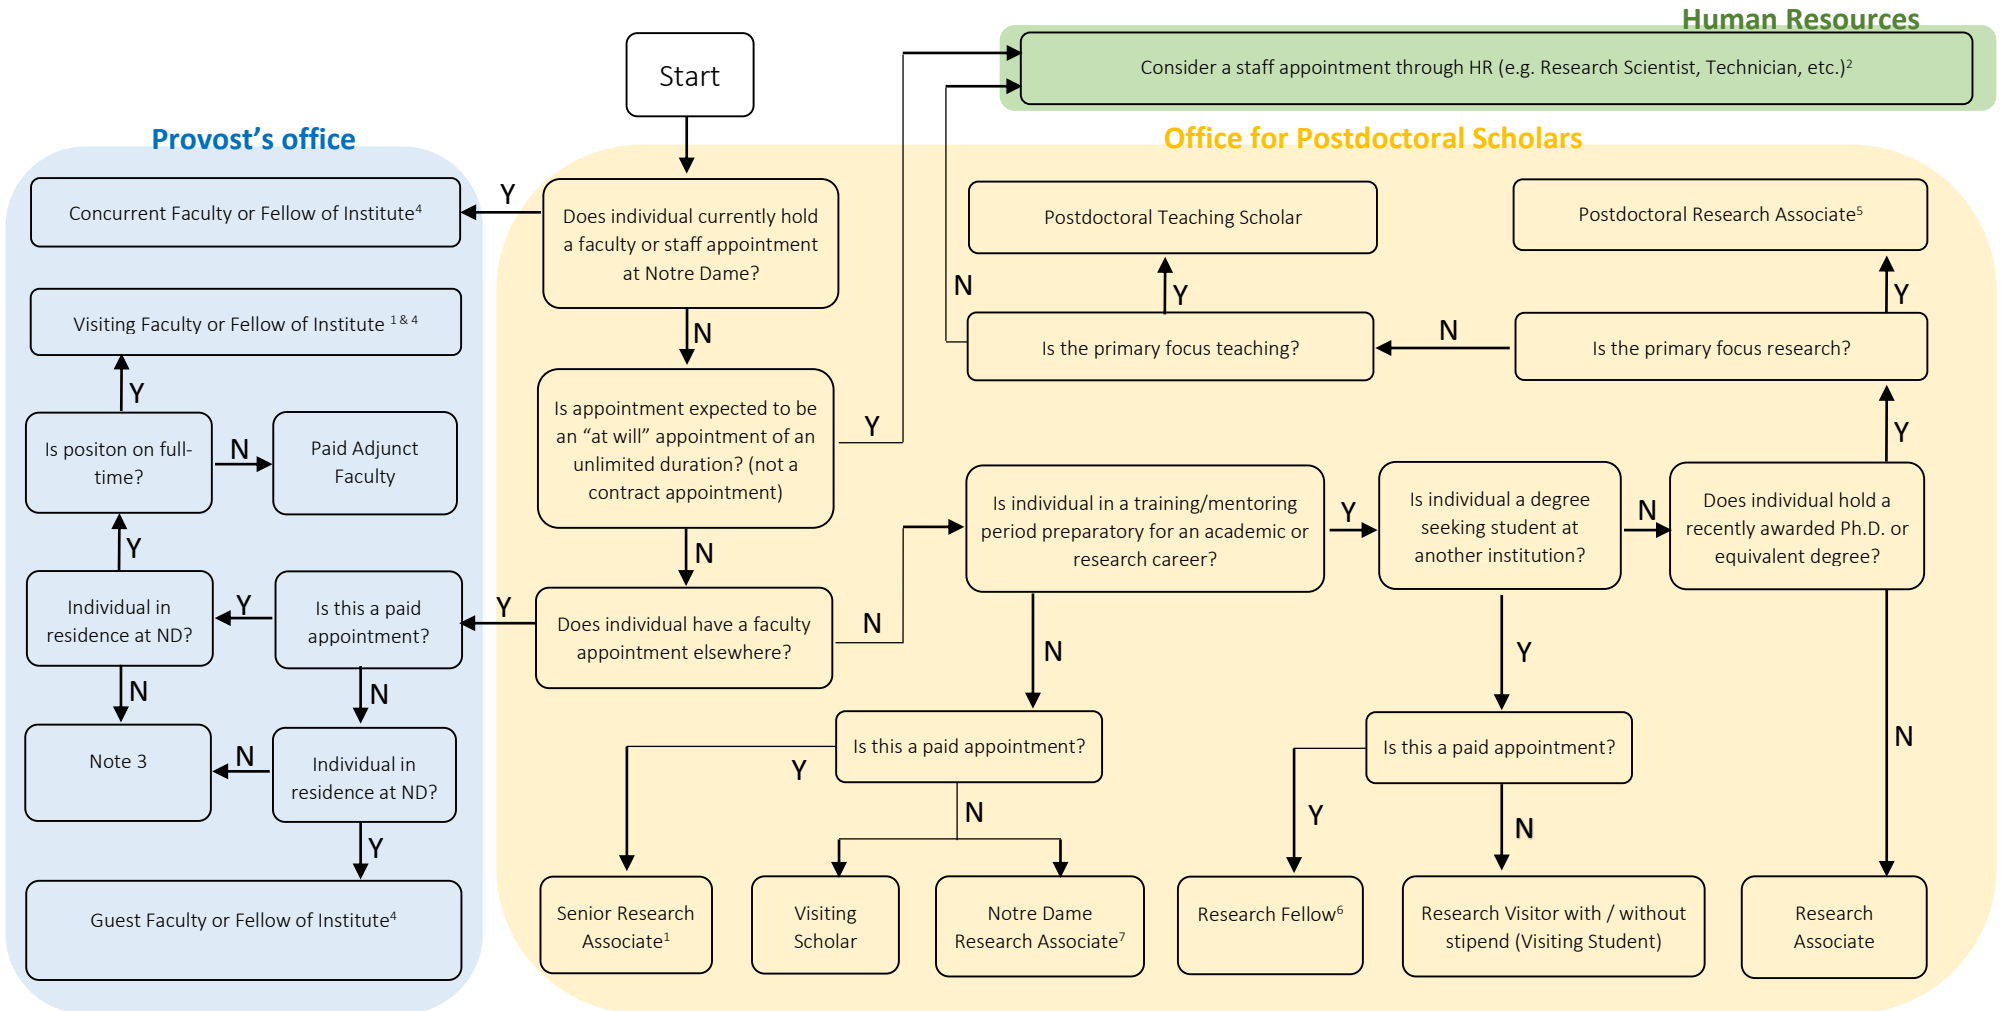 Human Resources
Start
Consider a staff appointment through HR (e.g. Research Scientist, Technician, etc.)²
Provost’s office
Office for Postdoctoral Scholars
Concurrent Faculty or Fellow of Institute⁴
Y
Does individual currently hold
a faculty or staff appointment
at Notre Dame?
Postdoctoral Teaching Scholar
Postdoctoral Research Associate⁵
N
Y
Y
Visiting Faculty or Fellow of Institute ¹ & ⁴
N
Is the primary focus teaching?
N
Is the primary focus research?
Y
Is appointment expected to be
an “at will” appointment of an
unlimited duration? (not a
contract appointment)
Y
Y
Is positon on full-
time?
N
Paid Adjunct
Faculty
Is individual in a training/mentoring
period preparatory for an academic or
research career?
Y
Is individual a degree
seeking student at
another institution?
N
Does individual hold a
recently awarded Ph.D. or
equivalent degree?
Y
N
Individual in
residence at ND?
Y
Is this a paid
appointment?
Y
Does individual have a faculty
appointment elsewhere?
N
N
Y
N
N
Note 3
N
Individual in
residence at ND?
Is this a paid appointment?
Is this a paid appointment?
N
Y
N
Y
N
Y
Guest Faculty or Fellow of Institute⁴
Senior Research
Associate¹
Visiting
Scholar
Notre Dame
Research Associate⁷
Research Fellow⁶
Research Visitor with / without
stipend (Visiting Student)
Research
Associate